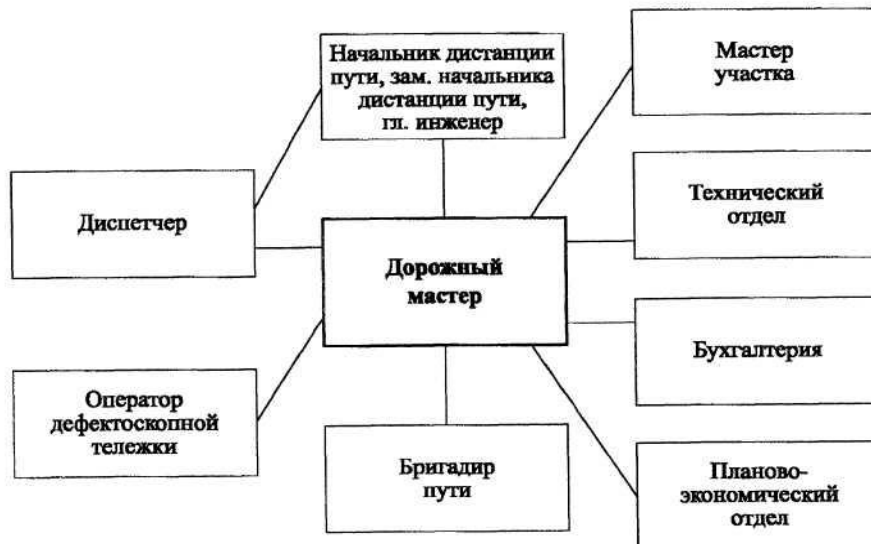 Начальник дистанции
пути, зам. начальника
дистанции пути,
гл. инженер
Мастер
участка
Диспетчер
Технический
отдел
Дорожный
мастер
Бухгалтерия
Оператор
дефектоскопной
тележки
Бригадир
пути
Планово-
экономический
отдел